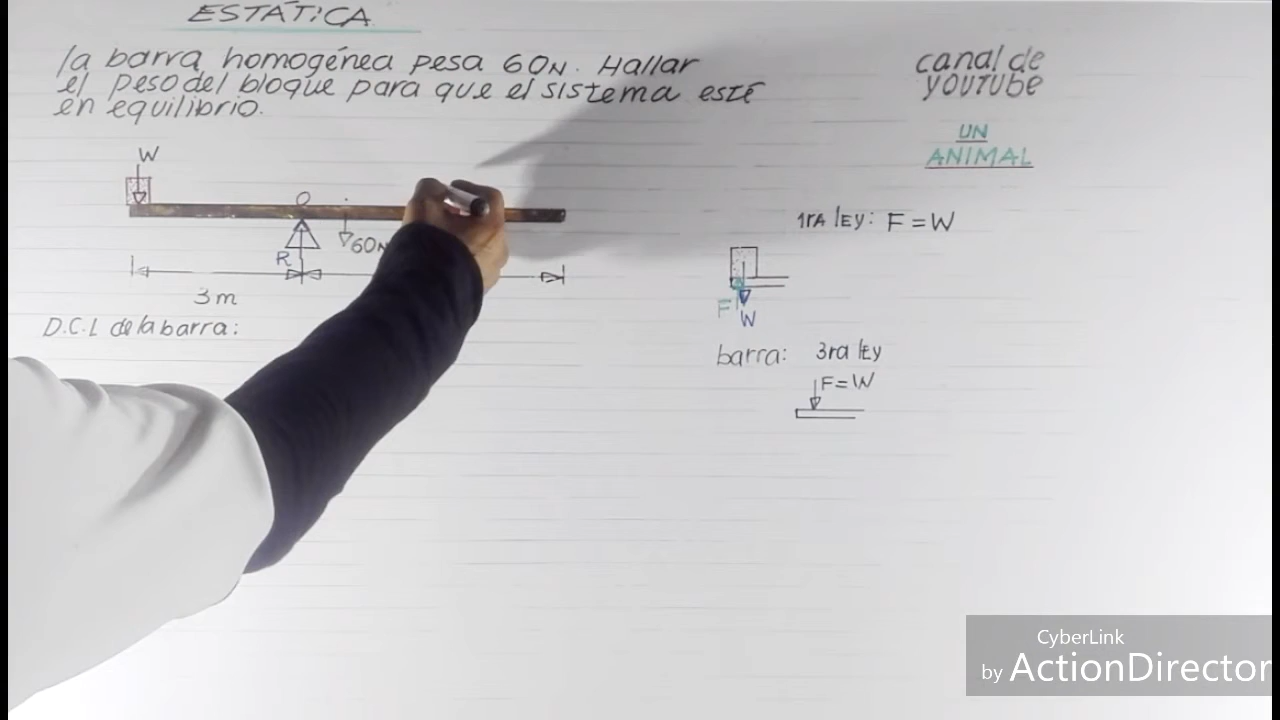 ESTÁTICA
la barra homogénea pesa 60N. Hallar
el peso del bloque para que el sistema esté
en equilibrio.
canal de
YOUTUBE
UN
ANIMAL
W
O
60N
R
3m
D.C.L de la barra:
1RA lEY: F = W
F
W
barra: 3ra lEy
F=W
CyberLink
by ActionDirector